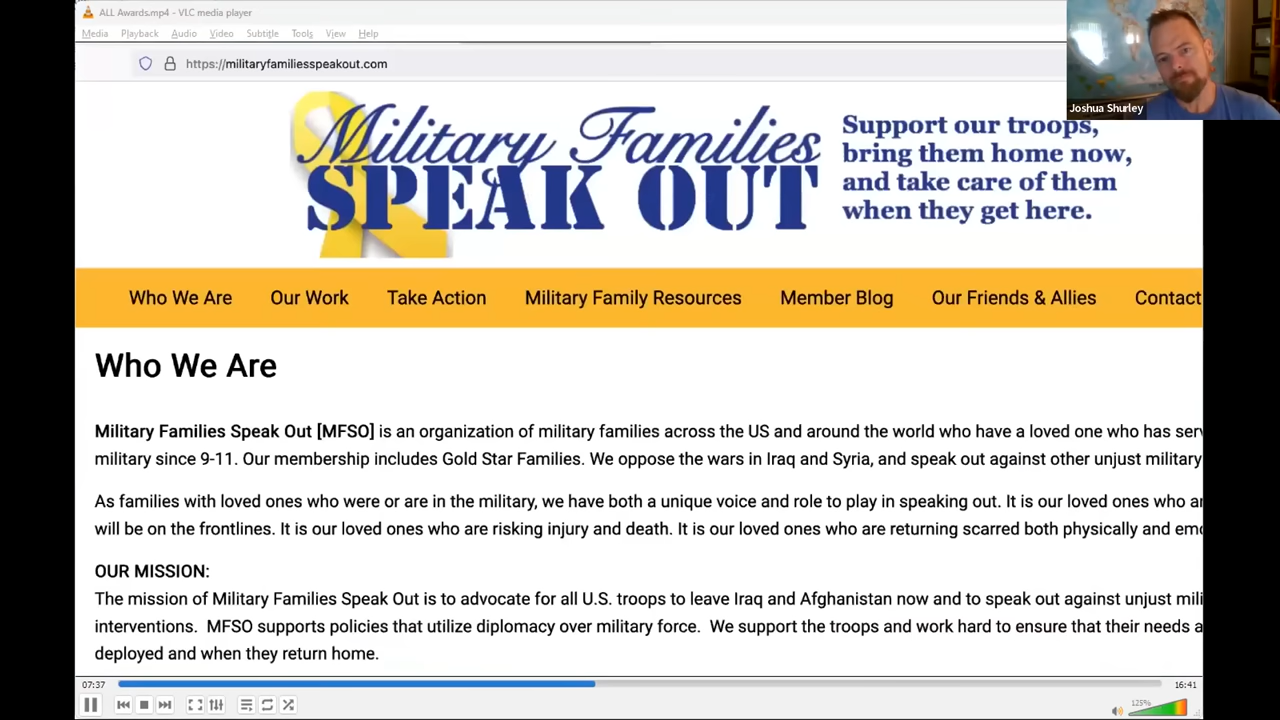 ALL Awards.mp4 - VLC media player
Media Playback Audio Video Subtitle Tools View Help
https://militaryfamiliesspeakout.com
Joshua Shurley
Military Families
SPEAK OUT
Support our troops,
bring them home now,
and take care of them
when they get here.
Who We Are Our Work Take Action Military Family Resources Member Blog Our Friends & Allies Contact
Who We Are
Military Families Speak Out [MFSO] is an organization of military families across the US and around the world who have a loved one who has
military since 9-11. Our membership includes Gold Star Families. We oppose the wars in Iraq and Syria, and speak out against other unjust military
As families with loved ones who were or are in the military, we have both a unique voice and role to play in speaking out. It is our loved ones who
will be on the frontlines. It is our loved ones who are risking injury and death. It is our loved ones who are returning scarred both physically and
OUR MISSION:
The mission of Military Families Speak Out is to advocate for all U.S. troops to leave Iraq and Afghanistan now and to speak out against unjust
interventions. MFSO supports policies that utilize diplomacy over military force. We support the troops and work hard to ensure that their needs
deployed and when they return home.
07:37 16:41
125%